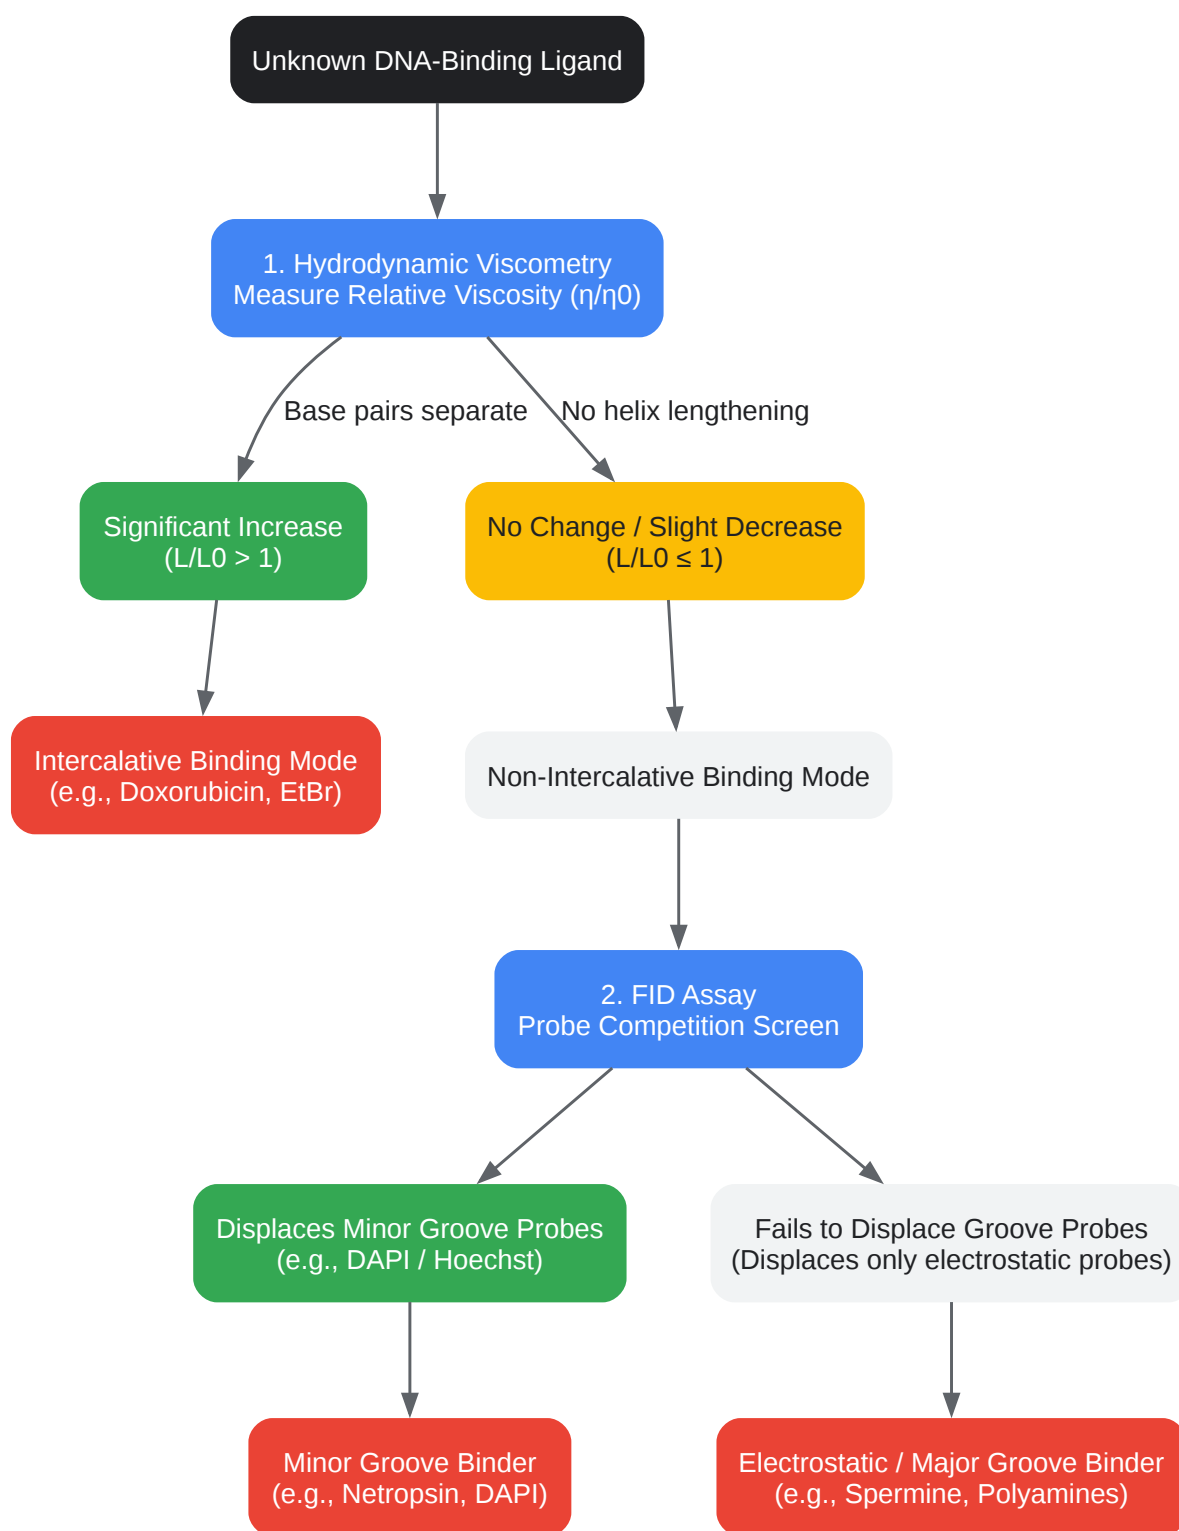 Unknown DNA-Binding Ligand
1. Hydrodynamic Viscometry
Measure Relative Viscosity (η/η0)
Base pairs separate
No helix lengthening
Significant Increase
(L/L0 > 1)
No Change / Slight Decrease
(L/L0 ≤ 1)
Intercalative Binding Mode
(e.g., Doxorubicin, EtBr)
Non-Intercalative Binding Mode
2. FID Assay
Probe Competition Screen
Displaces Minor Groove Probes
(e.g., DAPI / Hoechst)
Fails to Displace Groove Probes
(Displaces only electrostatic probes)
Minor Groove Binder
(e.g., Netropsin, DAPI)
Electrostatic / Major Groove Binder
(e.g., Spermine, Polyamines)